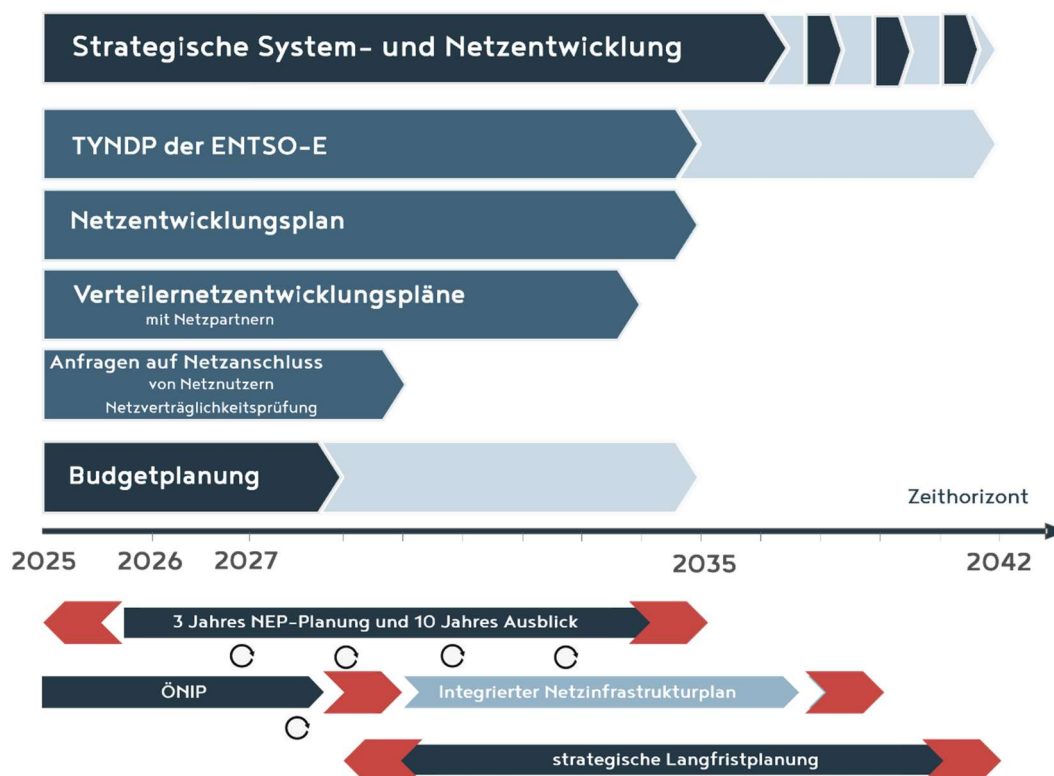 Strategische System- und Netzentwicklung
TYNDP der ENTSO-E
Netzentwicklungsplan
Verteilernetzentwicklungspläne
mit Netzpartnern
Anfragen auf Netzanschluss
von Netznutzern
Netzverträglichkeitsprüfung
Budgetplanung
Zeithorizont
2025 2026 2027 2035 2042
3 Jahres NEP-Planung und 10 Jahres Ausblick
ÖNIP Integrierter Netzinfrastrukturplan
strategische Langfristplanung